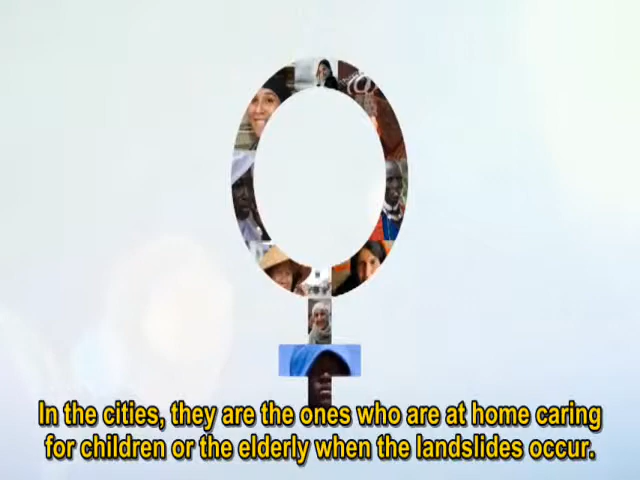 In the cities, they are the ones who are at home caring
for children or the elderly when the landslides occur.